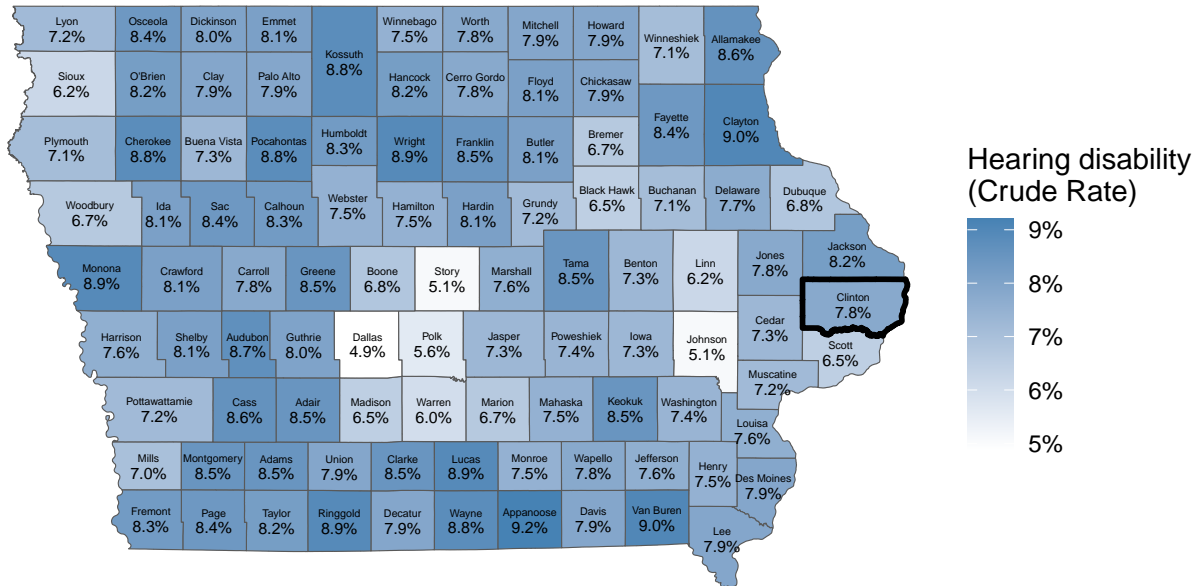 Lyon
7.2%
Osceola
8.4%
Dickinson
8.0%
Emmet
8.1%
Kossuth
8.8%
Winnebago
7.5%
Worth
7.8%
Mitchell
7.9%
Howard
7.9%
Winneshiek
7.1%
Allamakee
8.6%
Sioux
6.2%
O'Brien
8.2%
Clay
7.9%
Palo Alto
7.9%
Hancock
8.2%
Cerro Gordo
7.8%
Floyd
8.1%
Chickasaw
7.9%
Fayette
8.4%
Clayton
9.0%
Plymouth
7.1%
Cherokee
8.8%
Buena Vista
7.3%
Pocahontas
8.8%
Humboldt
8.3%
Wright
8.9%
Franklin
8.5%
Butler
8.1%
Bremer
6.7%
Woodbury
6.7%
Ida
8.1%
Sac
8.4%
Calhoun
8.3%
Webster
7.5%
Hamilton
7.5%
Hardin
8.1%
Grundy
7.2%
Black Hawk
6.5%
Buchanan
7.1%
Delaware
7.7%
Dubuque
6.8%
Monona
8.9%
Crawford
8.1%
Carroll
7.8%
Greene
8.5%
Boone
6.8%
Story
5.1%
Marshall
7.6%
Tama
8.5%
Benton
7.3%
Linn
6.2%
Jones
7.8%
Jackson
8.2%
Clinton
7.8%
Harrison
7.6%
Shelby
8.1%
Audubon
8.7%
Guthrie
8.0%
Dallas
4.9%
Polk
5.6%
Jasper
7.3%
Poweshiek
7.4%
Iowa
7.3%
Johnson
5.1%
Cedar
7.3%
Scott
6.5%
Muscatine
7.2%
Pottawattamie
7.2%
Cass
8.6%
Adair
8.5%
Madison
6.5%
Warren
6.0%
Marion
6.7%
Mahaska
7.5%
Keokuk
8.5%
Washington
7.4%
Louisa
7.6%
Mills
7.0%
Montgomery
8.5%
Adams
8.5%
Union
7.9%
Clarke
8.5%
Lucas
8.9%
Monroe
7.5%
Wapello
7.8%
Jefferson
7.6%
Henry
7.5%
Des Moines
7.9%
Fremont
8.3%
Page
8.4%
Taylor
8.2%
Ringgold
8.9%
Decatur
7.9%
Wayne
8.8%
Appanoose
9.2%
Davis
7.9%
Van Buren
9.0%
Lee
7.9%
Hearing disability
(Crude Rate)
9%
8%
7%
6%
5%